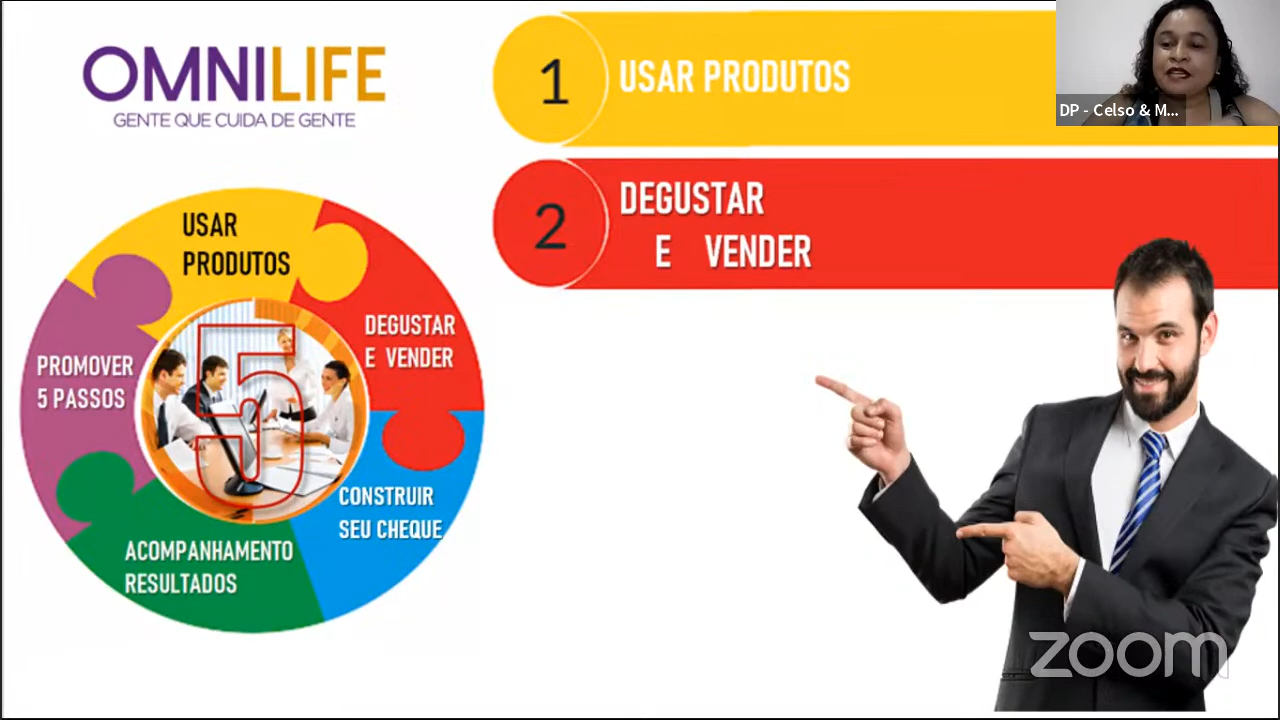 OMNILIFE
GENTE QUE CUIDA DE GENTE
1
USAR PRODUTOS
2
DEGUSTAR
E VENDER
DP - Celso & M...
USAR
PRODUTOS
DEGUSTAR
E VENDER
CONSTRUIR
SEU CHEQUE
ACOMPANHAMENTO
RESULTADOS
PROMOVER
5 PASSOS
5
zoom